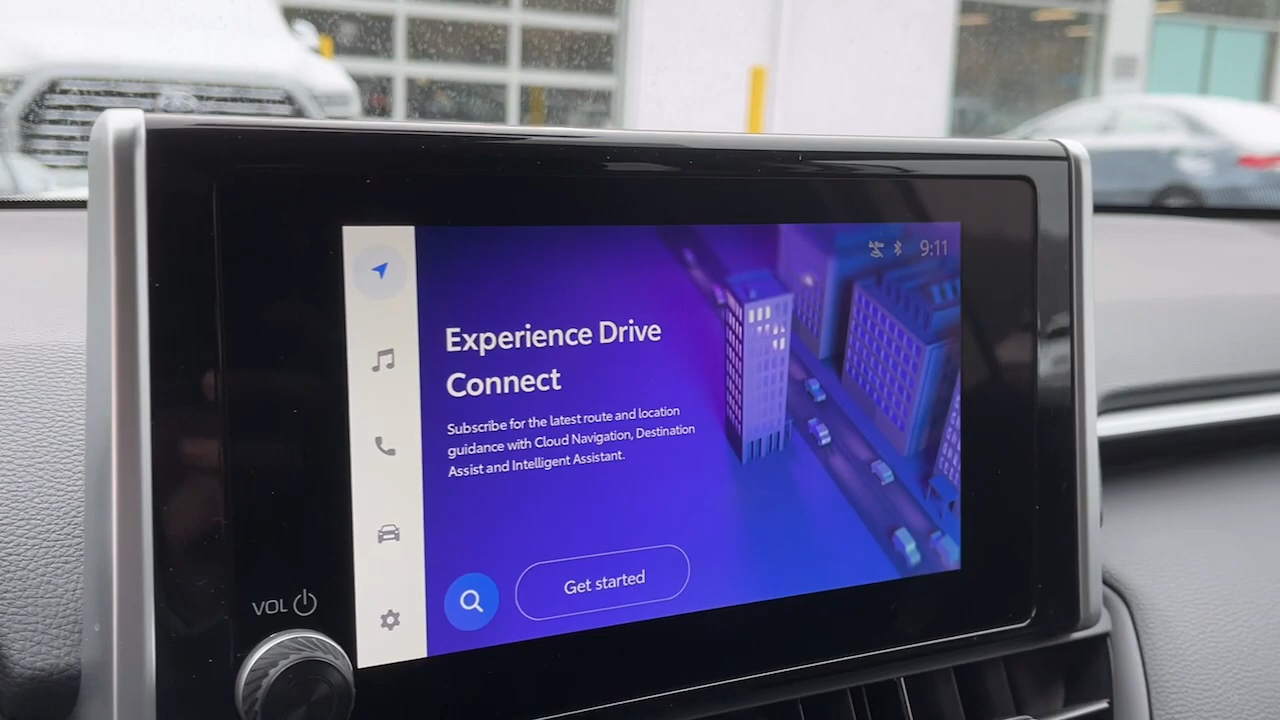 9:11
Experience Drive
Connect
Subscribe for the latest route and location
guidance with Cloud Navigation, Destination
Assist and Intelligent Assistant.
Get started
VOL